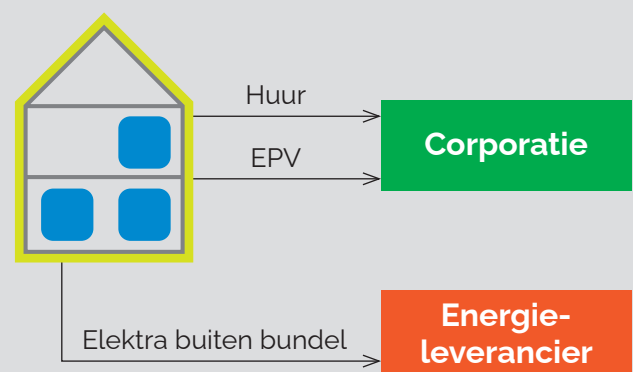 Huur
EPV
Corporatie
Elektra buiten bundel
Energie-
leverancier